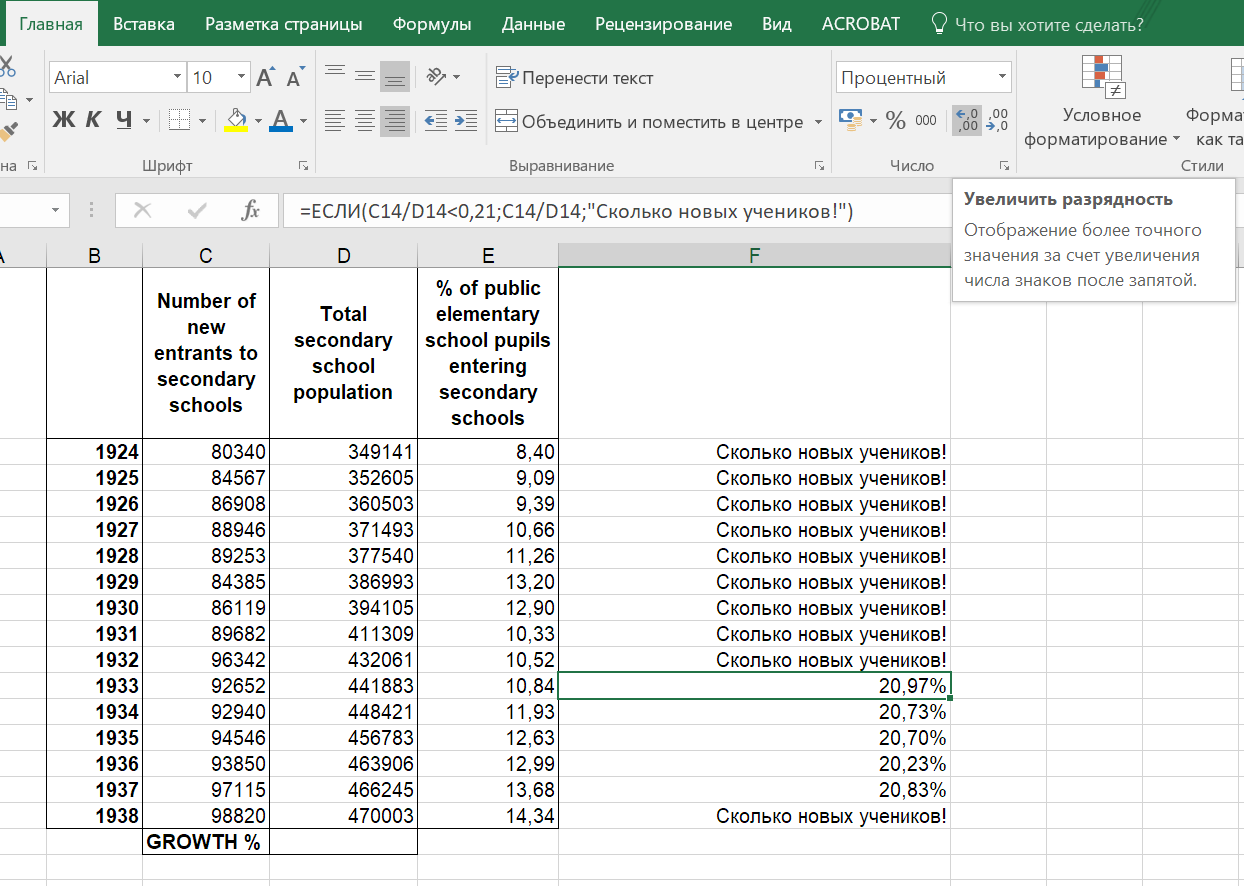 Главная Вставка Разметка страницы Формулы Данные Рецензирование Вид ACROBAT Что вы хотите сделать?
Arial 10 Перенести текст Процентный
Ж К Ч Объединить и поместить в центре % 000
Условное
форматирование
Шрифт Выравнивание Число Стили
=ЕСЛИ(C14/D14<0,21;C14/D14;"Сколько новых учеников!")
Увеличить разрядность
Отображение более точного
значения за счет увеличения
числа знаков после запятой.
B C D E F
Number of
new
entrants to
secondary
schools
Total
secondary
school
population
% of public
elementary
school pupils
entering
secondary
schools
1924 80340 349141 8,40 Сколько новых учеников!
1925 84567 352605 9,09 Сколько новых учеников!
1926 86908 360503 9,39 Сколько новых учеников!
1927 88946 371493 10,66 Сколько новых учеников!
1928 89253 377540 11,26 Сколько новых учеников!
1929 84385 386993 13,20 Сколько новых учеников!
1930 86119 394105 12,90 Сколько новых учеников!
1931 89682 411309 10,33 Сколько новых учеников!
1932 96342 432061 10,52 Сколько новых учеников!
1933 92652 441883 10,84 20,97%
1934 92940 448421 11,93 20,73%
1935 94546 456783 12,63 20,70%
1936 93850 463906 12,99 20,23%
1937 97115 466245 13,68 20,83%
1938 98820 470003 14,34 Сколько новых учеников!
GROWTH %